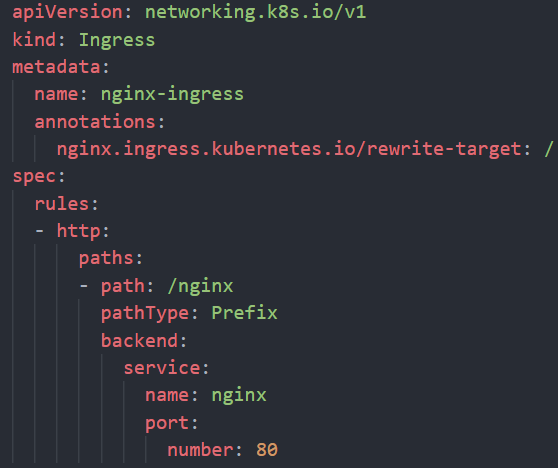 apiVersion: networking.k8s.io/v1
kind: Ingress
metadata:
  name: nginx-ingress
  annotations:
    nginx.ingress.kubernetes.io/rewrite-target: /
spec:
  rules:
  - http:
      paths:
      - path: /nginx
        pathType: Prefix
        backend:
          service:
            name: nginx
            port:
              number: 80